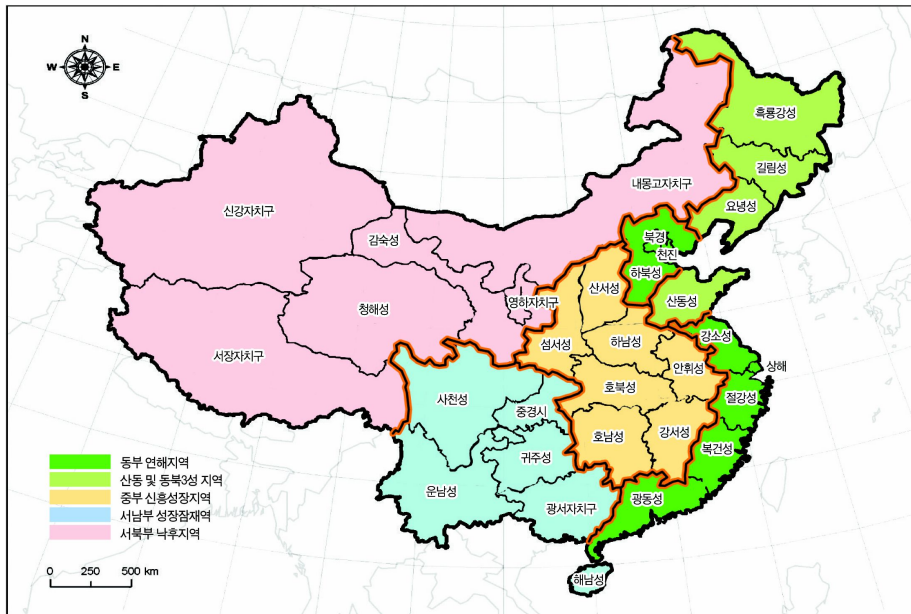 N
W E
S
흑룡강성
길림성
요녕성
내몽고자치구
신강자치구
감숙성
북경
천진
하북성
산서성
산동성
영하자치구
청해성
섬서성
하남성
강소성
서장자치구
안휘성
상해
호북성
사천성
중경시
절강성
호남성
강서성
복건성
귀주성
운남성
광서자치구
광동성
해남성
동부 연해지역
산동 및 동북3성 지역
중부 신흥성장지역
서남부 성장잠재역
서북부 낙후지역
0 250 500 km